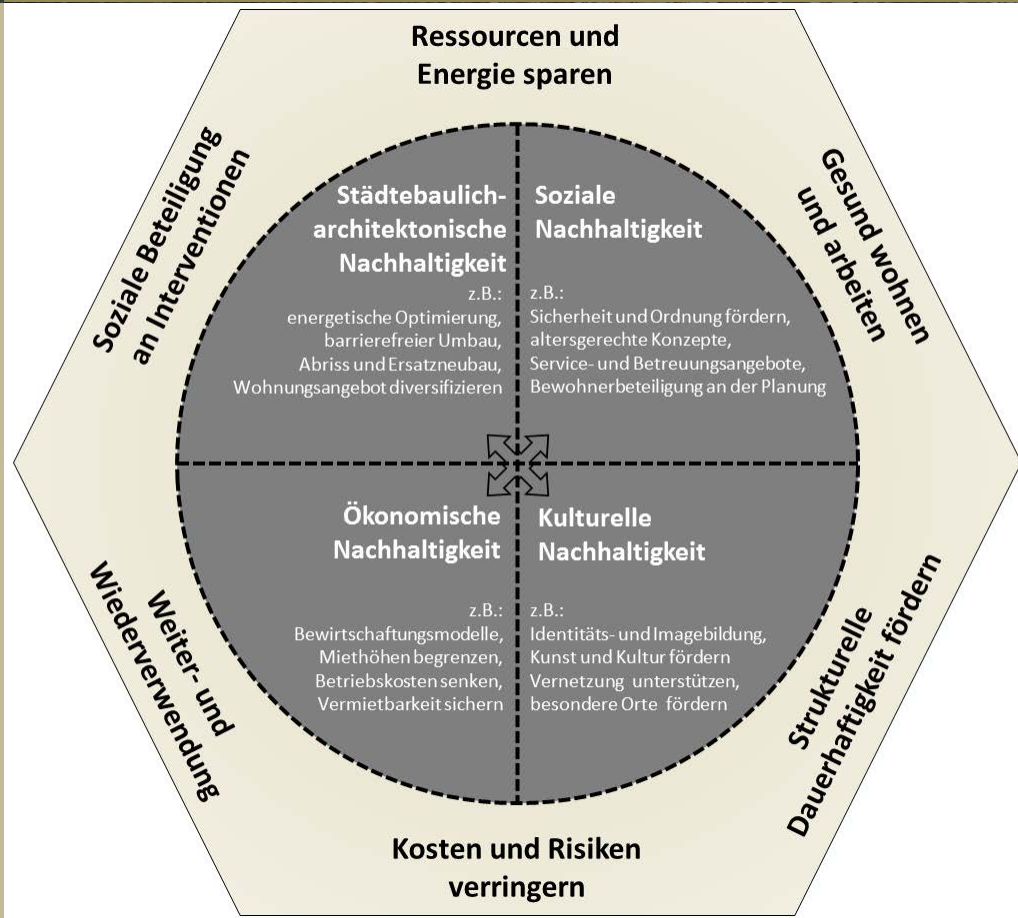 Ressourcen und
Energie sparen
Soziale Beteiligung
an Interventionen
Gesund wohnen
und arbeiten
Städtebaulich-
architektonische
Nachhaltigkeit
z.B.:
energetische Optimierung,
barrierefreier Umbau,
Abriss und Ersatzneubau,
Wohnungsangebot diversifizieren
Soziale
Nachhaltigkeit
z.B.:
Sicherheit und Ordnung fördern,
altersgerechte Konzepte,
Service- und Betreuungsangebote,
Bewohnerbeteiligung an der Planung
Ökonomische
Nachhaltigkeit
z.B.:
Bewirtschaftungsmodelle,
Miethöhen begrenzen,
Betriebskosten senken,
Vermietbarkeit sichern
Kulturelle
Nachhaltigkeit
z.B.:
Identitäts- und Imagebildung,
Kunst und Kultur fördern
Vernetzung unterstützen,
besondere Orte fördern
Weiter- und
Wiederverwendung
Strukturelle
Dauerhaftigkeit fördern
Kosten und Risiken
verringern